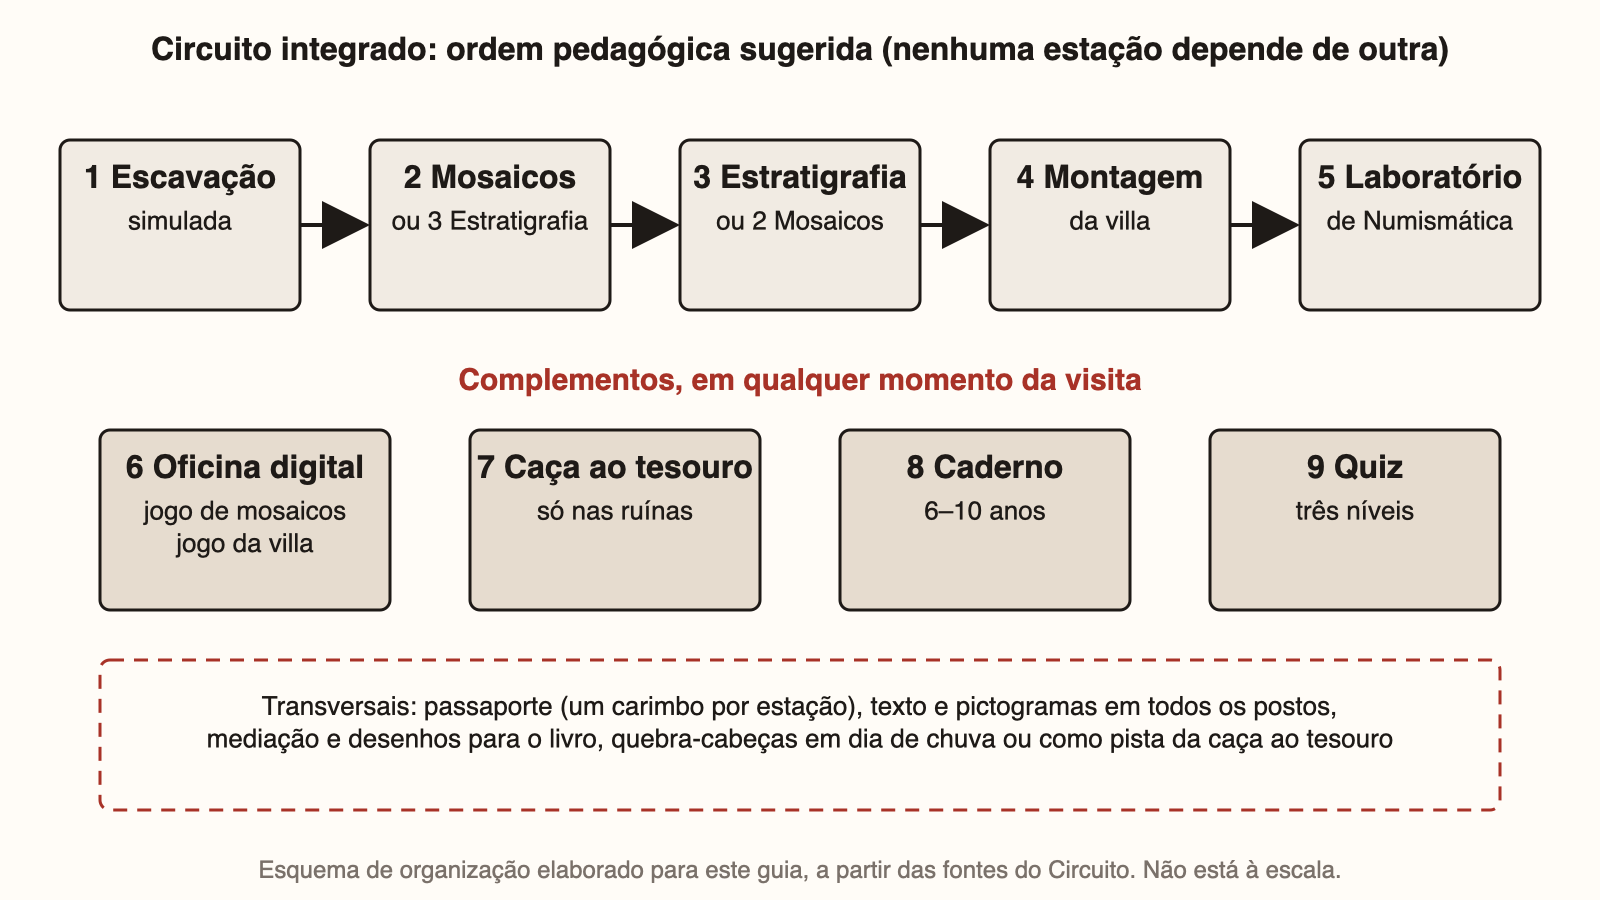 Circuito integrado: ordem pedagógica sugerida (nenhuma estação depende de outra)
1 Escavação
simulada
2 Mosaicos
ou 3 Estratigrafia
3 Estratigrafia
ou 2 Mosaicos
4 Montagem
da villa
5 Laboratório
de Numismática
Complementos, em qualquer momento da visita
6 Oficina digital
jogo de mosaicos
jogo da villa
7 Caça ao tesouro
só nas ruínas
8 Caderno
6–10 anos
9 Quiz
três níveis
Transversais: passaporte (um carimbo por estação), texto e pictogramas em todos os postos,
mediação e desenhos para o livro, quebra-cabeças em dia de chuva ou como pista da caça ao tesouro
Esquema de organização elaborado para este guia, a partir das fontes do Circuito. Não está à escala.